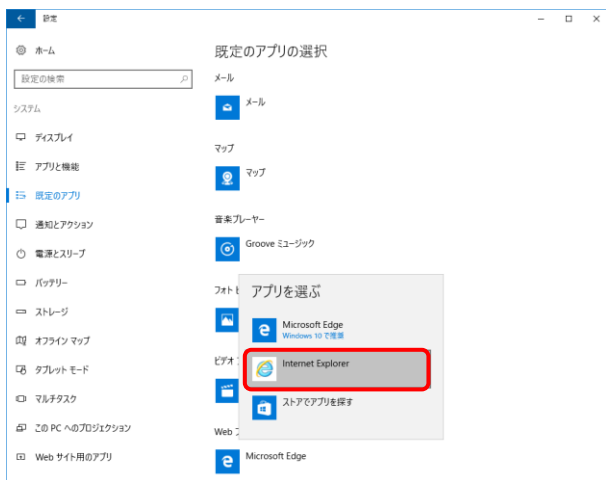 設定
ホーム
設定の検索
システム
ディスプレイ
アプリと機能
既定のアプリ
通知とアクション
電源とスリープ
バッテリー
ストレージ
オフライン マップ
タブレット モード
マルチタスク
この PC へのプロジェクション
Web サイト用のアプリ
既定のアプリの選択
メール
メール
マップ
マップ
音楽プレーヤー
Groove ミュージック
フォト
ビデオ
Web
Microsoft Edge
アプリを選ぶ
Microsoft Edge
Windows 10 で推奨
Internet Explorer
ストアでアプリを探す